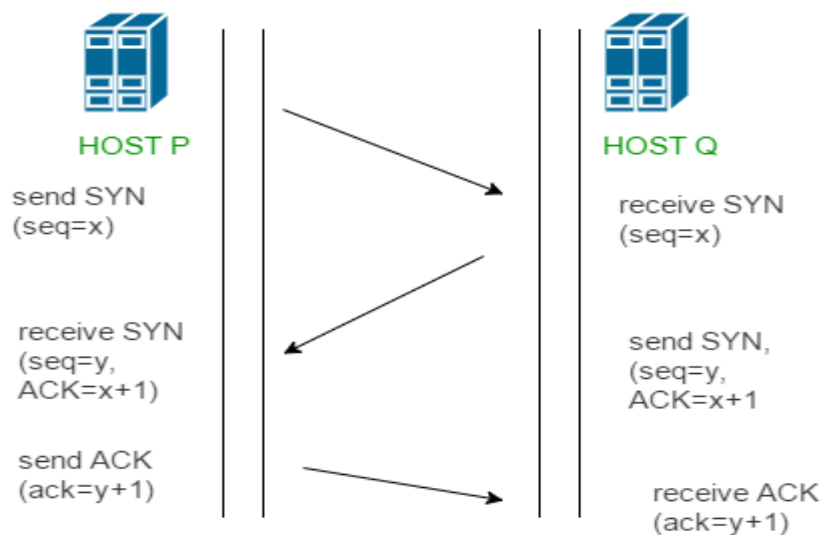 HOST P
HOST Q
send SYN
(seq=x)
receive SYN
(seq=x)
receive SYN
(seq=y,
ACK=x+1)
send SYN,
(seq=y,
ACK=x+1
send ACK
(ack=y+1)
receive ACK
(ack=y+1)